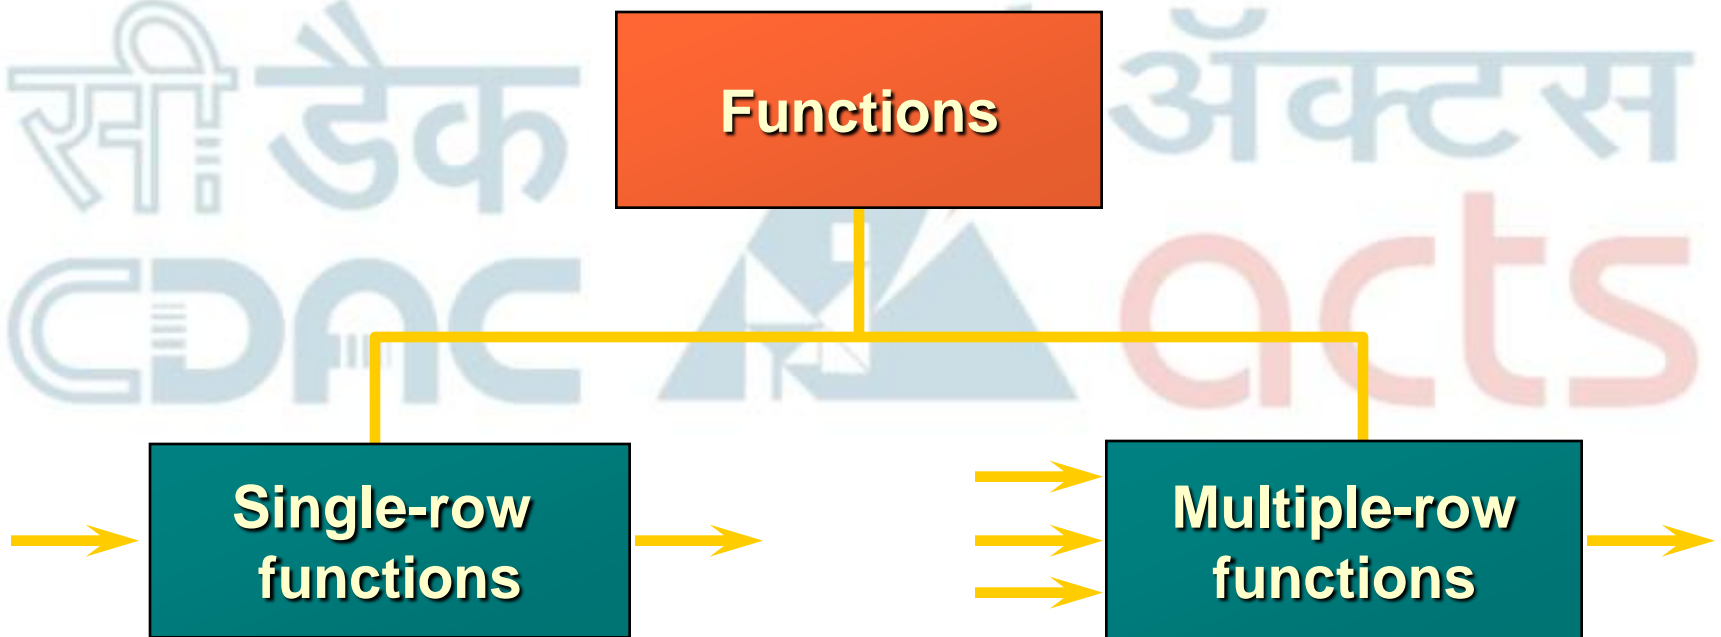 सी डैक
ॲक्टस
CDAC
acts
Functions
Single-row
functions
Multiple-row
functions